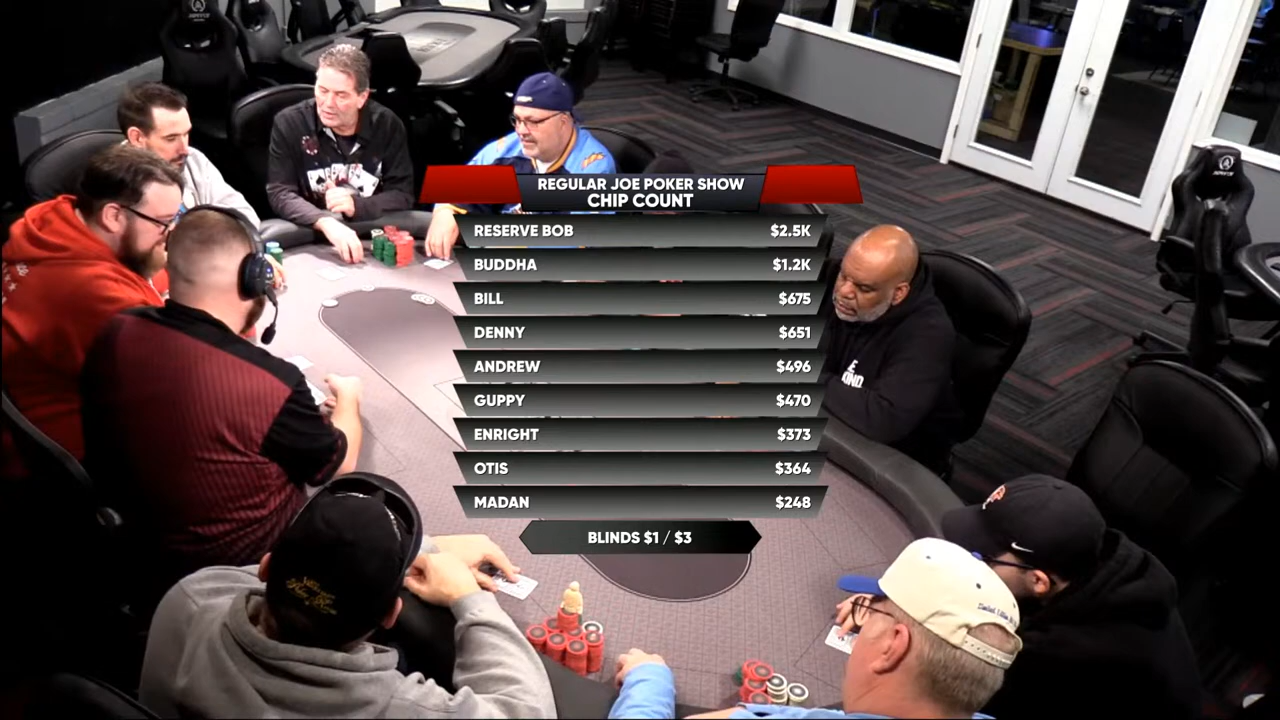 REGULAR JOE POKER SHOW
CHIP COUNT
RESERVE BOB $2.5K
BUDDHA $1.2K
BILL $675
DENNY $651
ANDREW $496
GUPPY $470
ENRIGHT $373
OTIS $364
MADAN $248
BLINDS $1 / $3